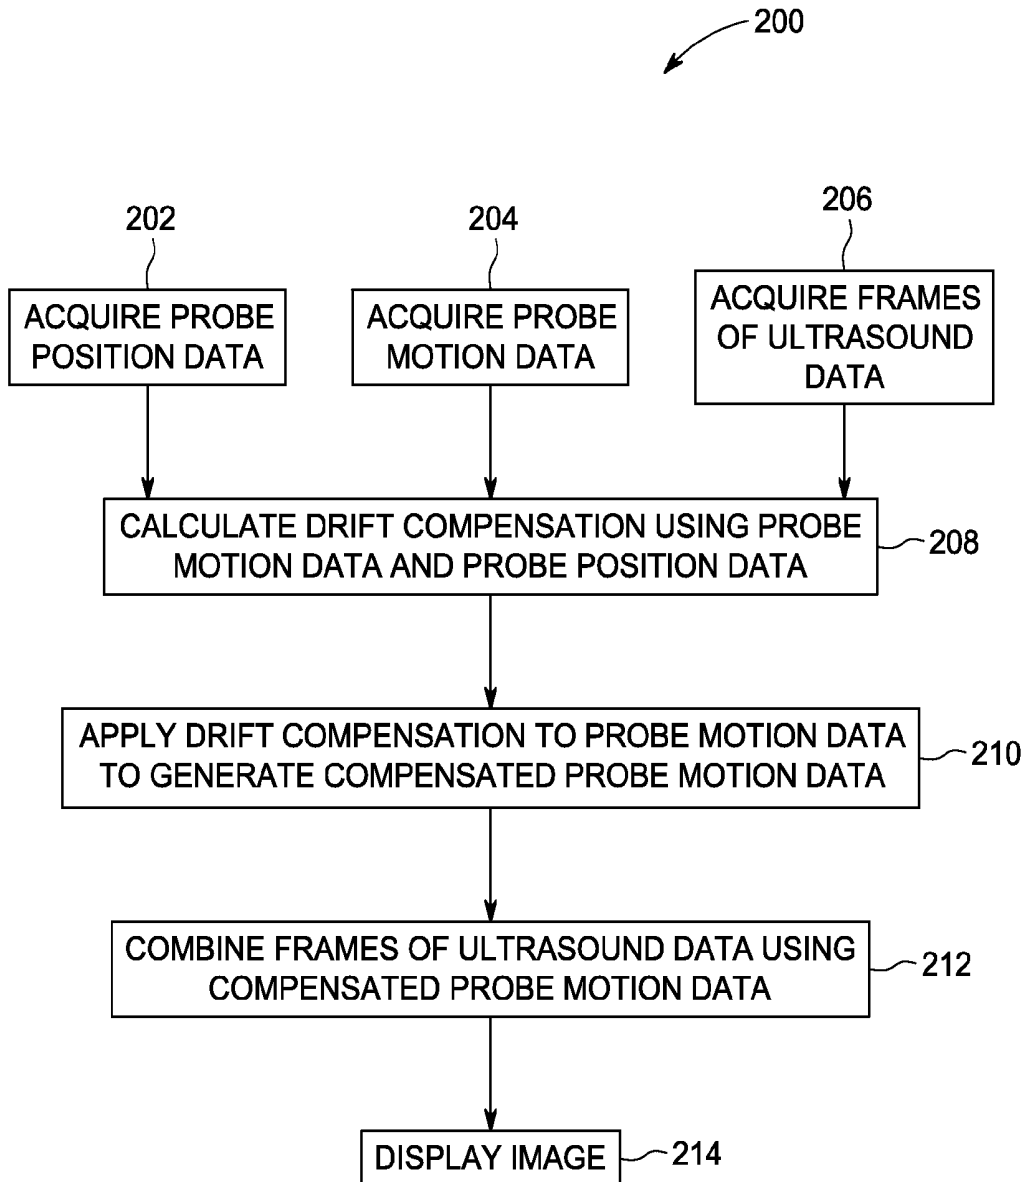 200
202
204
206
ACQUIRE PROBE
POSITION DATA
ACQUIRE PROBE
MOTION DATA
ACQUIRE FRAMES
OF ULTRASOUND
DATA
CALCULATE DRIFT COMPENSATION USING PROBE
MOTION DATA AND PROBE POSITION DATA
208
APPLY DRIFT COMPENSATION TO PROBE MOTION DATA
TO GENERATE COMPENSATED PROBE MOTION DATA
210
COMBINE FRAMES OF ULTRASOUND DATA USING
COMPENSATED PROBE MOTION DATA
212
DISPLAY IMAGE
214